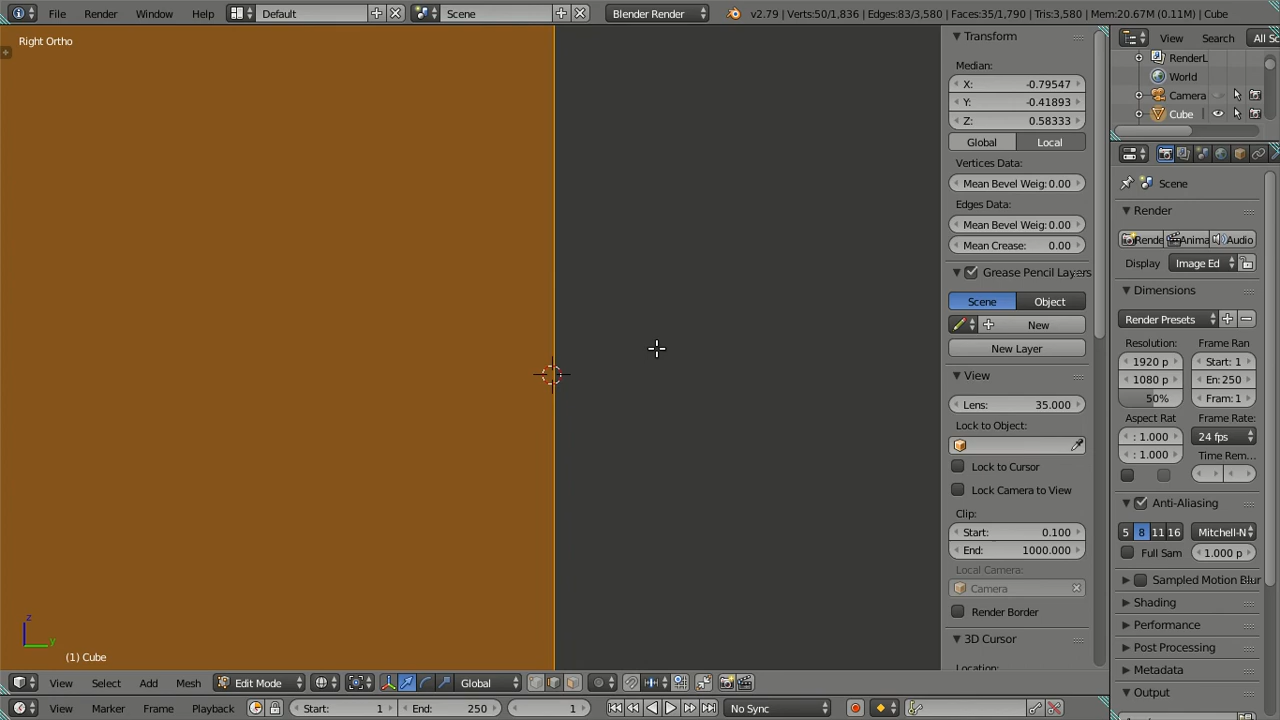 File Render Window Help Default Scene Blender Render v2.79 | Verts:50/1,836 | Edges:83/3,580 | Faces:35/1,790 | Tris:3,580 | Mem:20.67M (0.11M) | Cube
Right Ortho
Transform
Median:
X: -0.79547
Y: -0.41893
Z: 0.58333
Global Local
Vertices Data:
Mean Bevel Weig: 0.00
Edges Data:
Mean Bevel Weig: 0.00
Mean Crease: 0.00
Grease Pencil Layers
Scene Object
New
New Layer
View
Lens: 35.000
Lock to Object:
Lock to Cursor
Lock Camera to View
Clip:
Start: 0.100
End: 1000.000
Local Camera:
Camera
Render Border
3D Cursor
Location:
View Search All Sc
RenderL
World
Camera
Cube
Scene
Render
Rende Anima Audio
Display Image Ed
Dimensions
Render Presets
Resolution: Frame Ran
1920 p Start: 1
1080 p En: 250
50% Fram: 1
Aspect Rat Frame Rate:
: 1.000 24 fps
: 1.000 Time Rem...
Anti-Aliasing
5 8 11 16 Mitchell-N
Full Sam 1.000 p
Sampled Motion Blur
Shading
Performance
Post Processing
Metadata
Output
z
y
(1) Cube
View Select Add Mesh Edit Mode Global
View Marker Frame Playback Start: 1 End: 250 1 No Sync